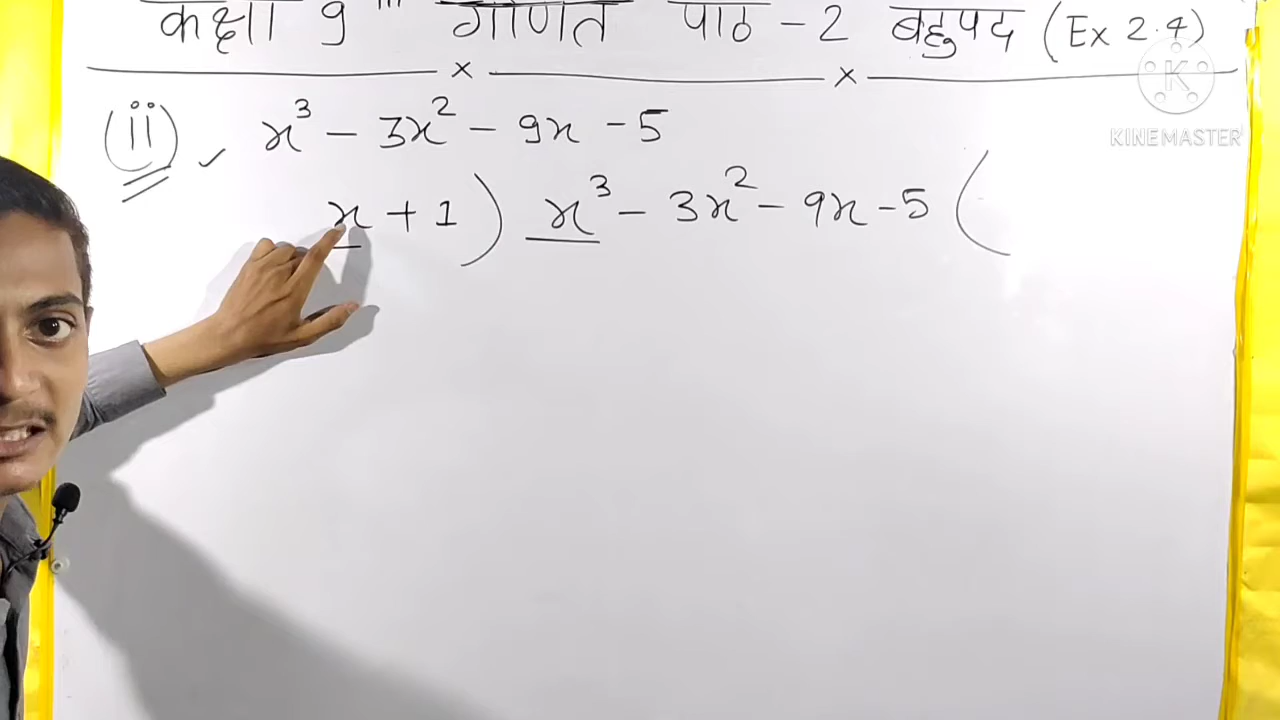 कक्षा 9 गणित पाठ - 2 बहुपद (Ex 2.4)
(ii) x³ - 3x² - 9x - 5
x + 1) x³ - 3x² - 9x - 5 (
KINEMASTER